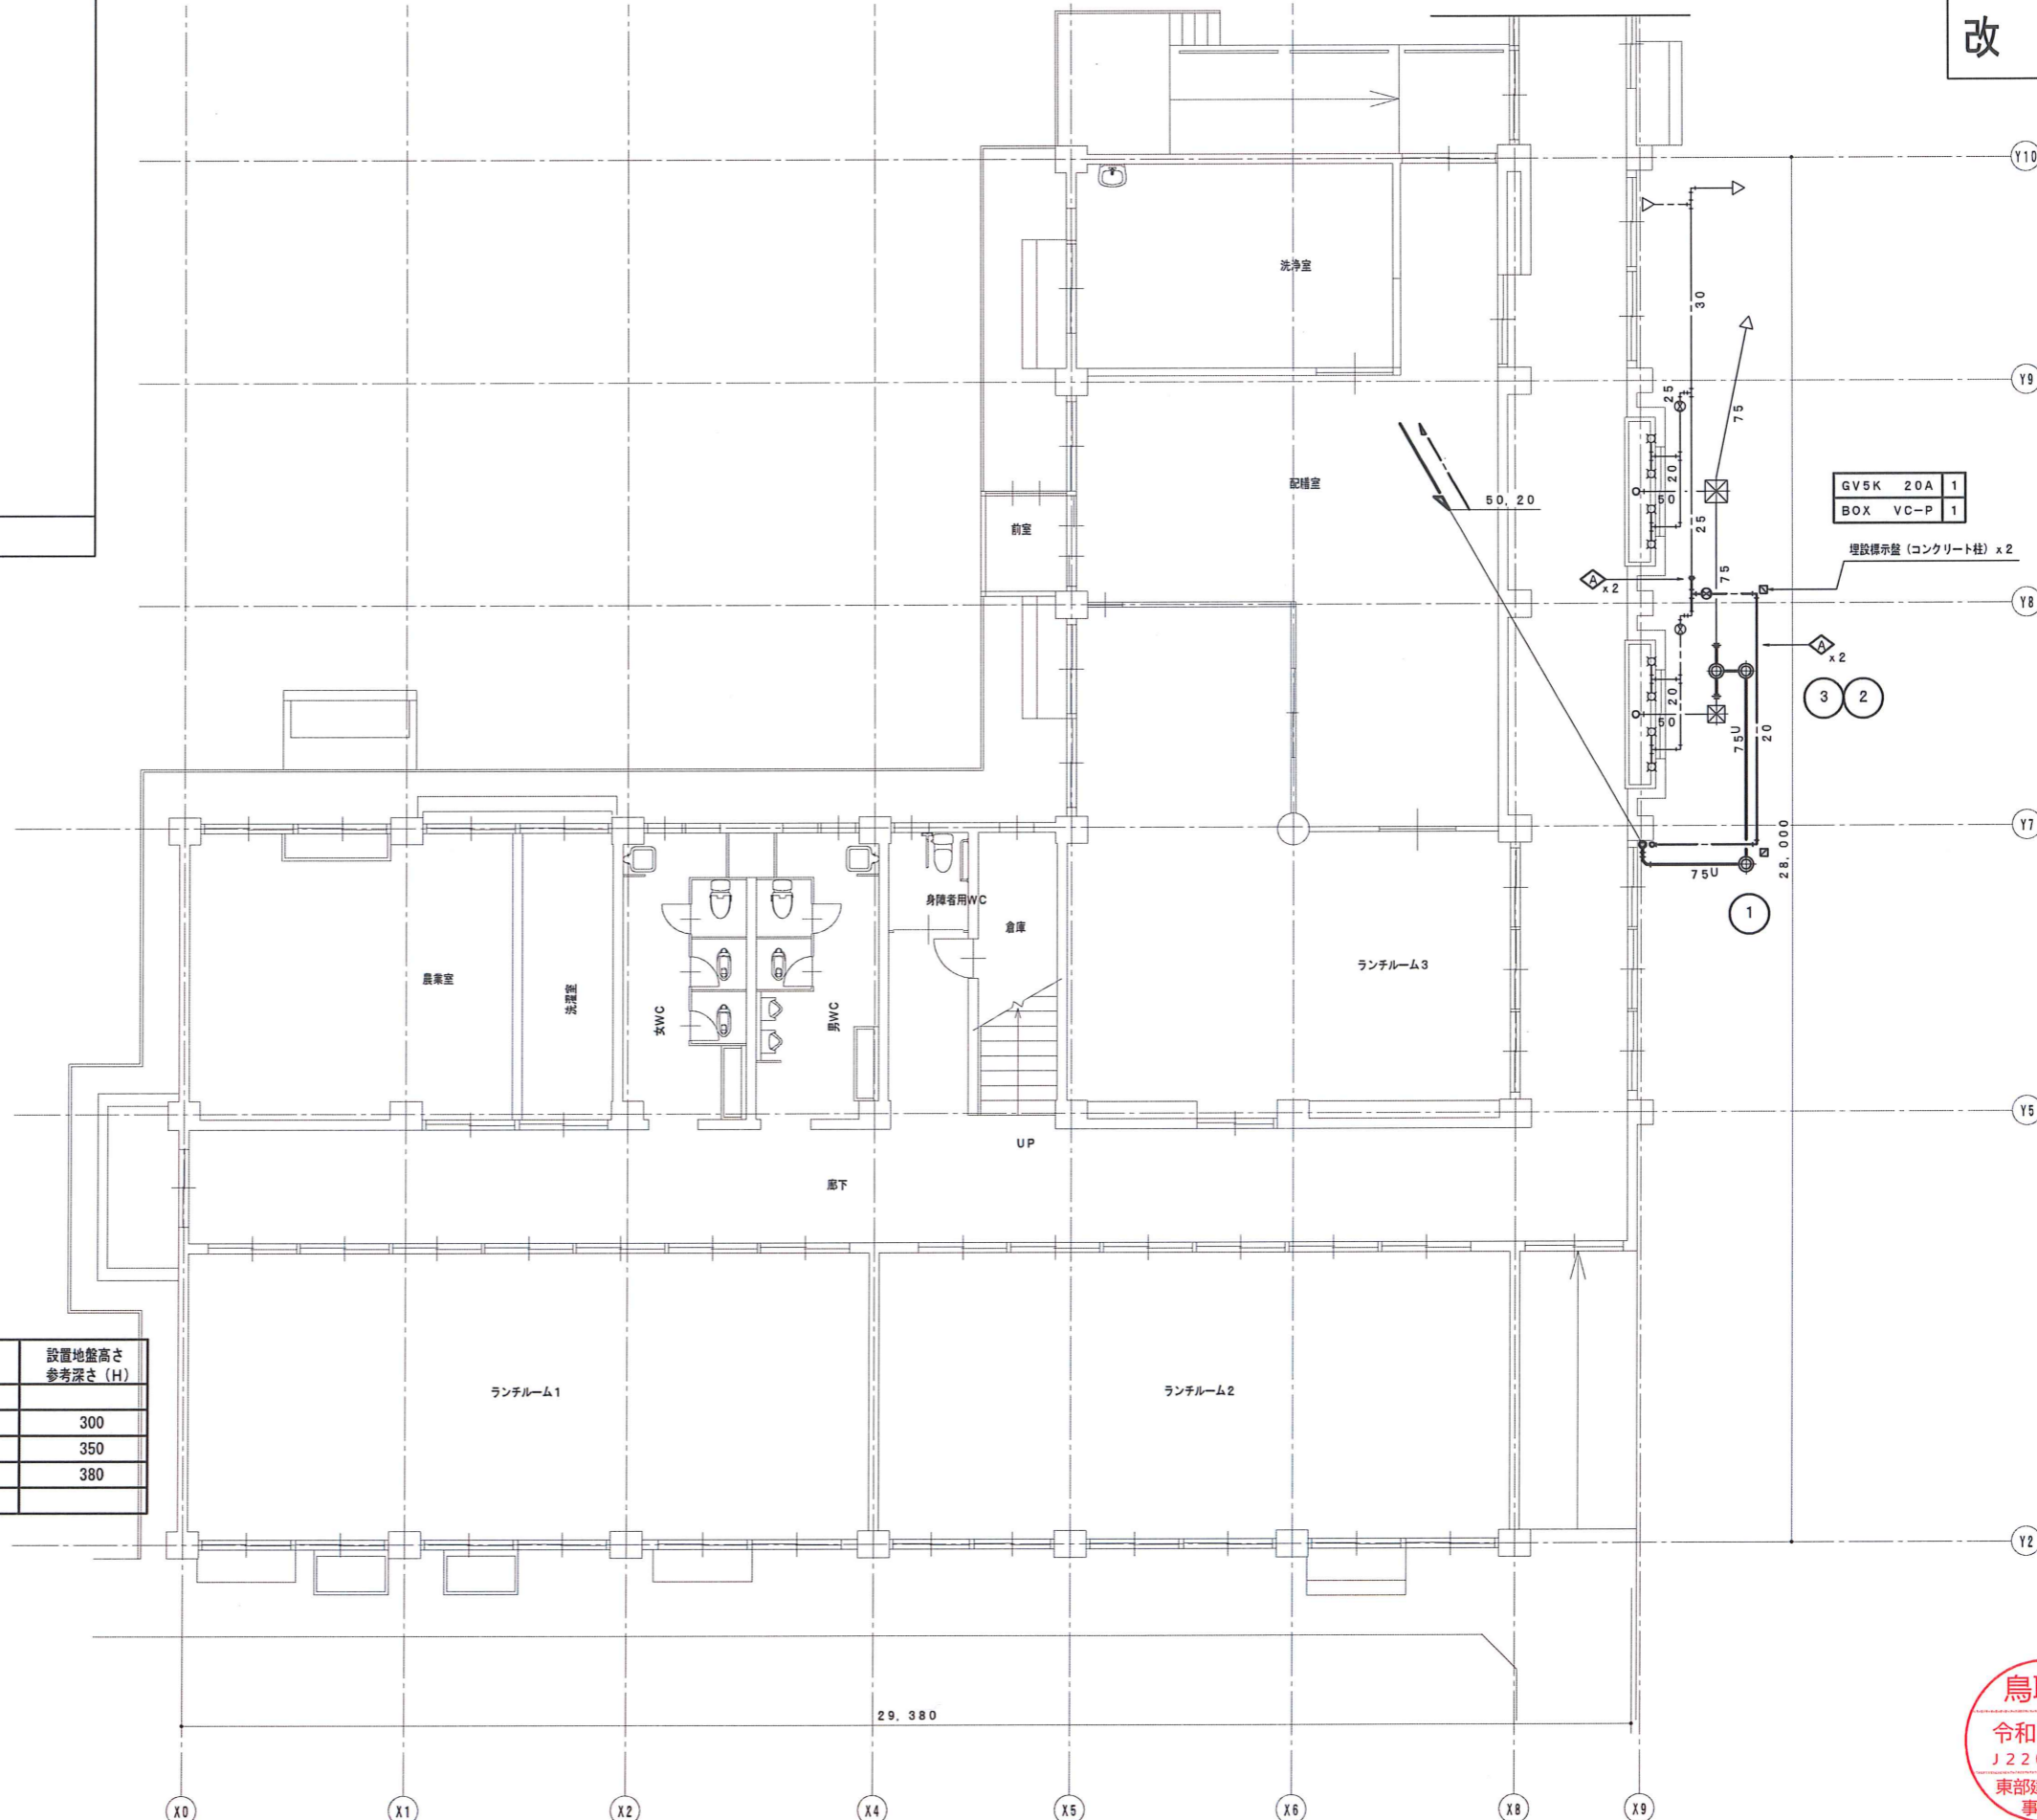 改
Y10
洗浄室
30
Y9
25
75
配膳室
20
50
50, 20
25
GV5K 20A 1
BOX VC-P 1
前室
75
埋設標示盤（コンクリート柱）x2
A
x2
Y8
A
x2
20
50
3
2
75U
20
Y7
28, 000
75U
1
身障者用WC
倉庫
ランチルーム3
農業室
洗濯室
女WC
男WC
Y5
UP
廊下
設置地盤高さ
参考深さ（H）
300
350
380
ランチルーム1
ランチルーム2
Y2
29, 380
X0
X1
X2
X4
X5
X6
X8
X9
令和
東部